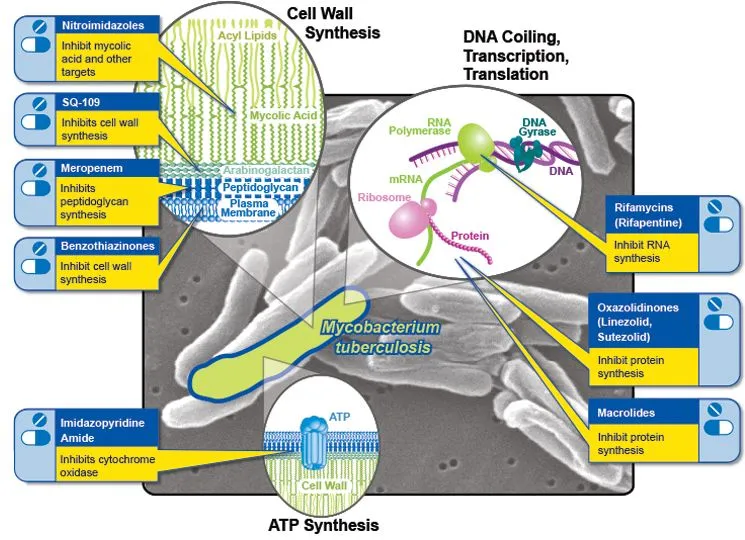 Cell Wall
Synthesis
DNA Coiling,
Transcription,
Translation
Nitroimidazoles
Inhibit mycolic
acid and other
targets
SQ-109
Inhibits cell wall
synthesis
Meropenem
Inhibits
peptidoglycan
synthesis
Benzothiazinones
Inhibit cell wall
synthesis
Imidazopyridine
Amide
Inhibits cytochrome
oxidase
Acyl Lipids
Mycolic Acid
Arabinogalactan
Peptidoglycan
Plasma
Membrane
RNA
Polymerase
DNA
Gyrase
DNA
mRNA
Ribosome
Protein
Mycobacterium
tuberculosis
Rifamycins
(Rifapentine)
Inhibit RNA
synthesis
Oxazolidinones
(Linezolid,
Sutezolid)
Inhibit protein
synthesis
Macrolides
Inhibit protein
synthesis
ATP
Cell Wall
ATP Synthesis